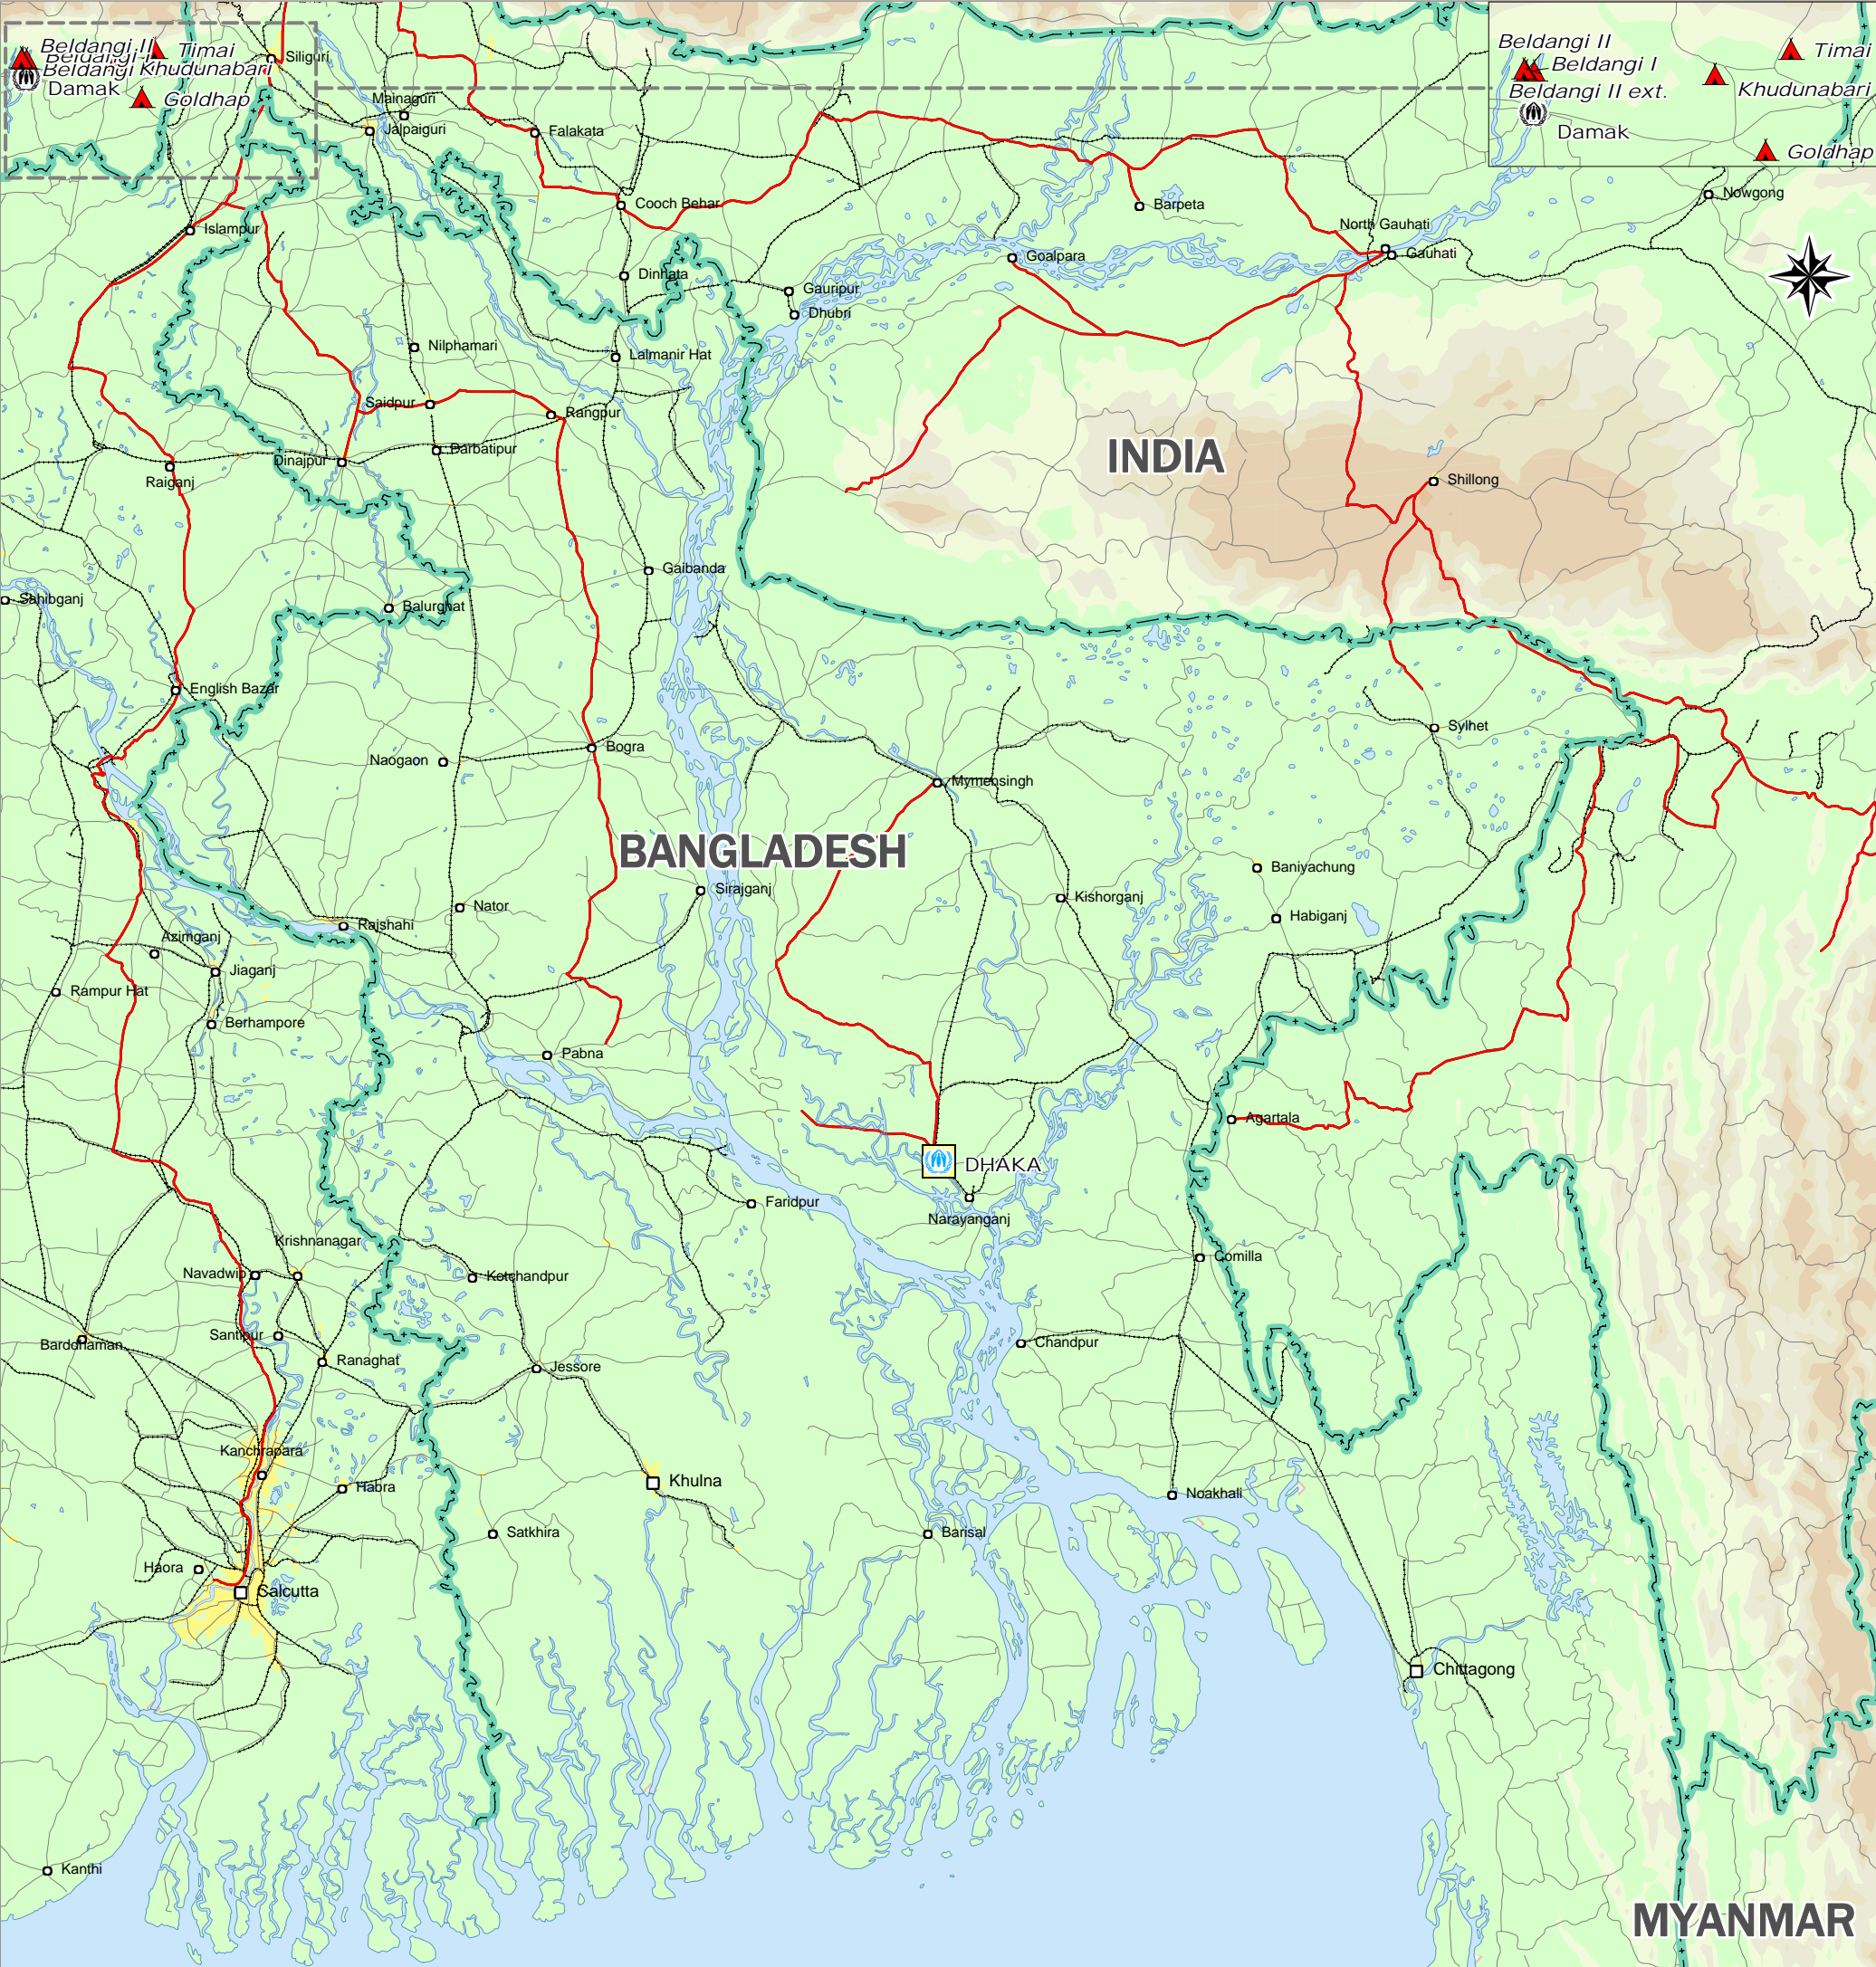 Beldangi II
Timai
Beldangi I
Beldangi
Khudunabari
Damak
Goldhap
Siliguri
Beldangi II
Timai
Beldangi I
Khudunabari
Beldangi II ext.
Damak
Goldhap
Mainaguri
Jalpaiguri
Falakata
Nowgong
Cooch Behar
Barpeta
Islampur
North Gauhati
Gauhati
Goalpara
Dinhata
Gauripur
Dhubri
Nilphamari
Lalmanir Hat
Saidpur
Rangpur
Darbatipur
INDIA
Dinajpur
Raiganj
Shillong
Gaibanda
Sahibganj
Balurghat
English Bazar
Sylhet
Bogra
Naogaon
Mymensingh
BANGLADESH
Baniyachung
Sirajganj
Kishorganj
Nator
Habiganj
Rajshahi
Azimganj
Jiaganj
Rampur Hat
Berhampore
Pabna
Agartala
DHAKA
Faridpur
Narayanganj
Krishnanagar
Comilla
Navadwip
Kotchandpur
Santipur
Chandpur
Barddhaman
Ranaghat
Jessore
Kanchrapara
Khulna
Habra
Noakhali
Satkhira
Barisal
Haora
Calcutta
Chittagong
Kanthi
MYANMAR